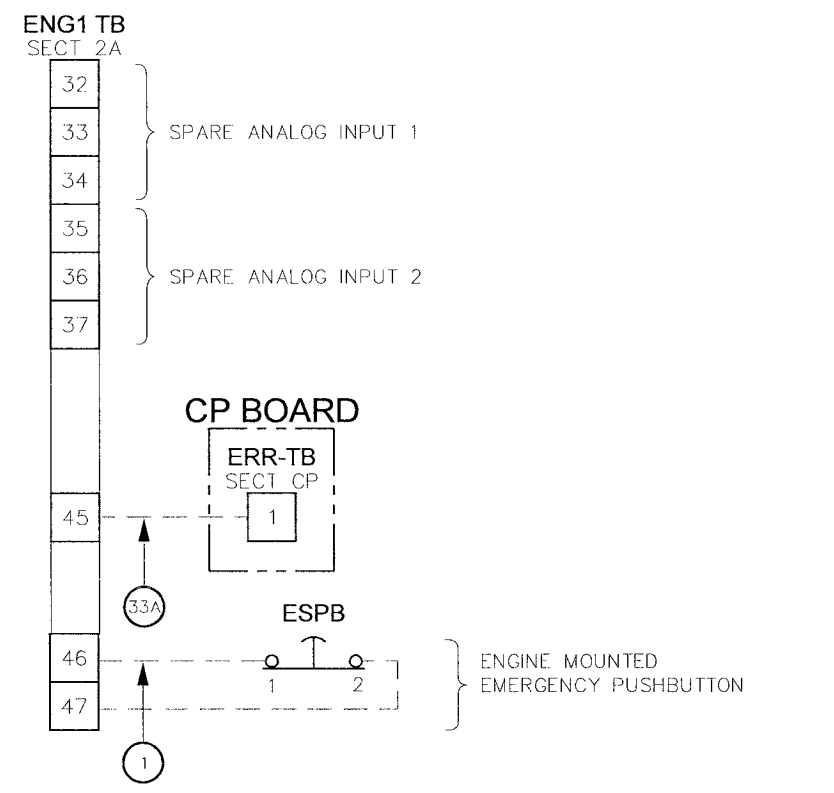 ENG1 TB
SECT 2A
32
33
34
SPARE ANALOG INPUT 1
35
36
37
SPARE ANALOG INPUT 2
CP BOARD
ERR-TB
SECT CP
45
1
33A
ESPB
46
1
2
47
ENGINE MOUNTED
EMERGENCY PUSHBUTTON
1